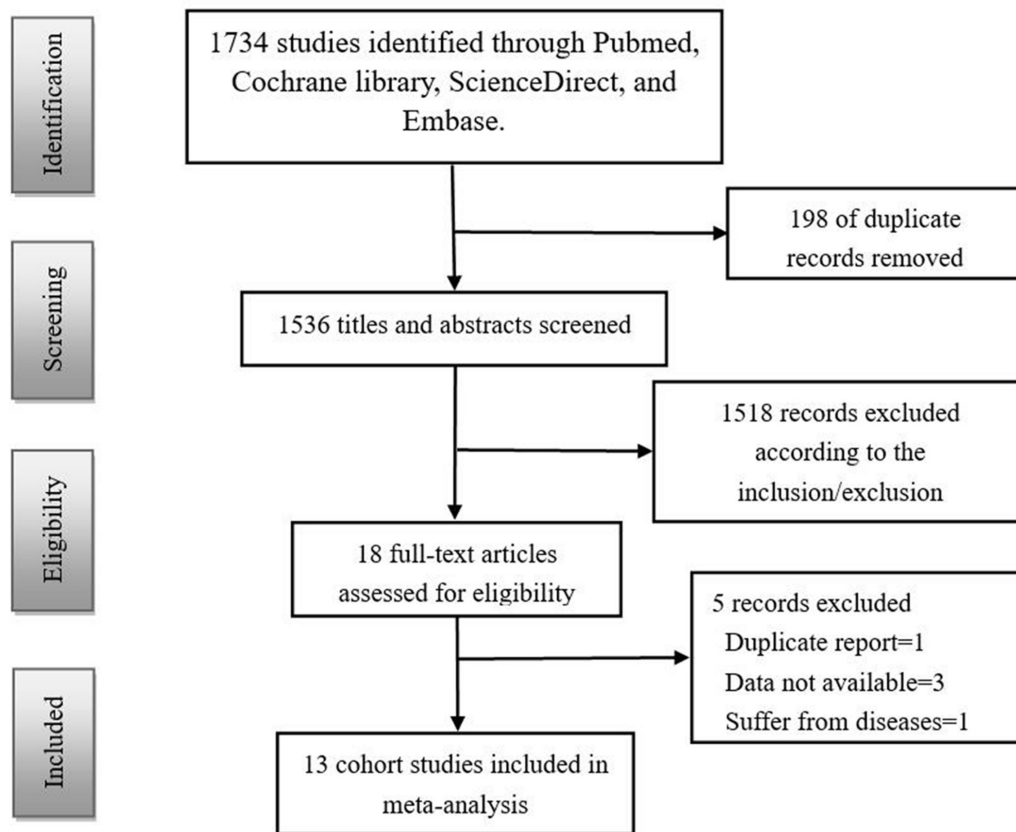 Identification
1734 studies identified through Pubmed,
Cochrane library, ScienceDirect, and
Embase.
198 of duplicate
records removed
Screening
1536 titles and abstracts screened
1518 records excluded
according to the
inclusion/exclusion
Eligibility
18 full-text articles
assessed for eligibility
5 records excluded
Duplicate report=1
Data not available=3
Suffer from diseases=1
Included
13 cohort studies included in
meta-analysis